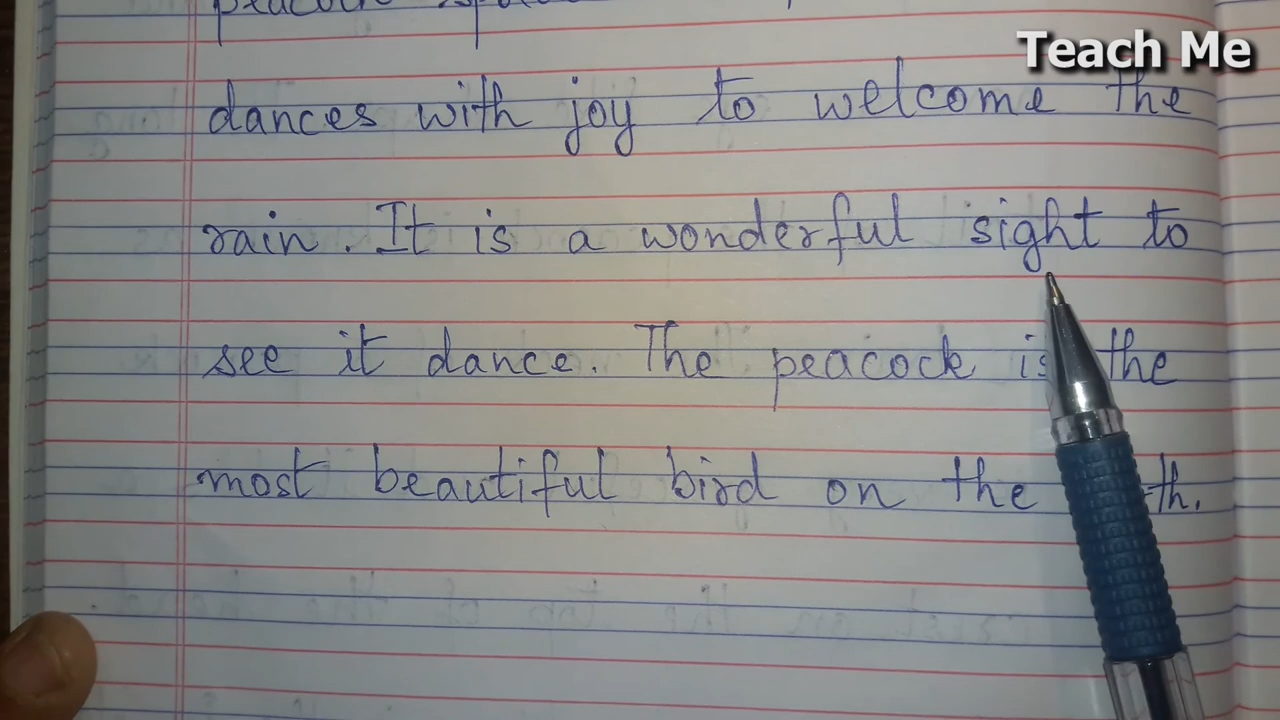 Teach Me
peacock
dances with joy to welcome the
rain. It is a wonderful sight to
see it dance. The peacock is the
most beautiful bird on the